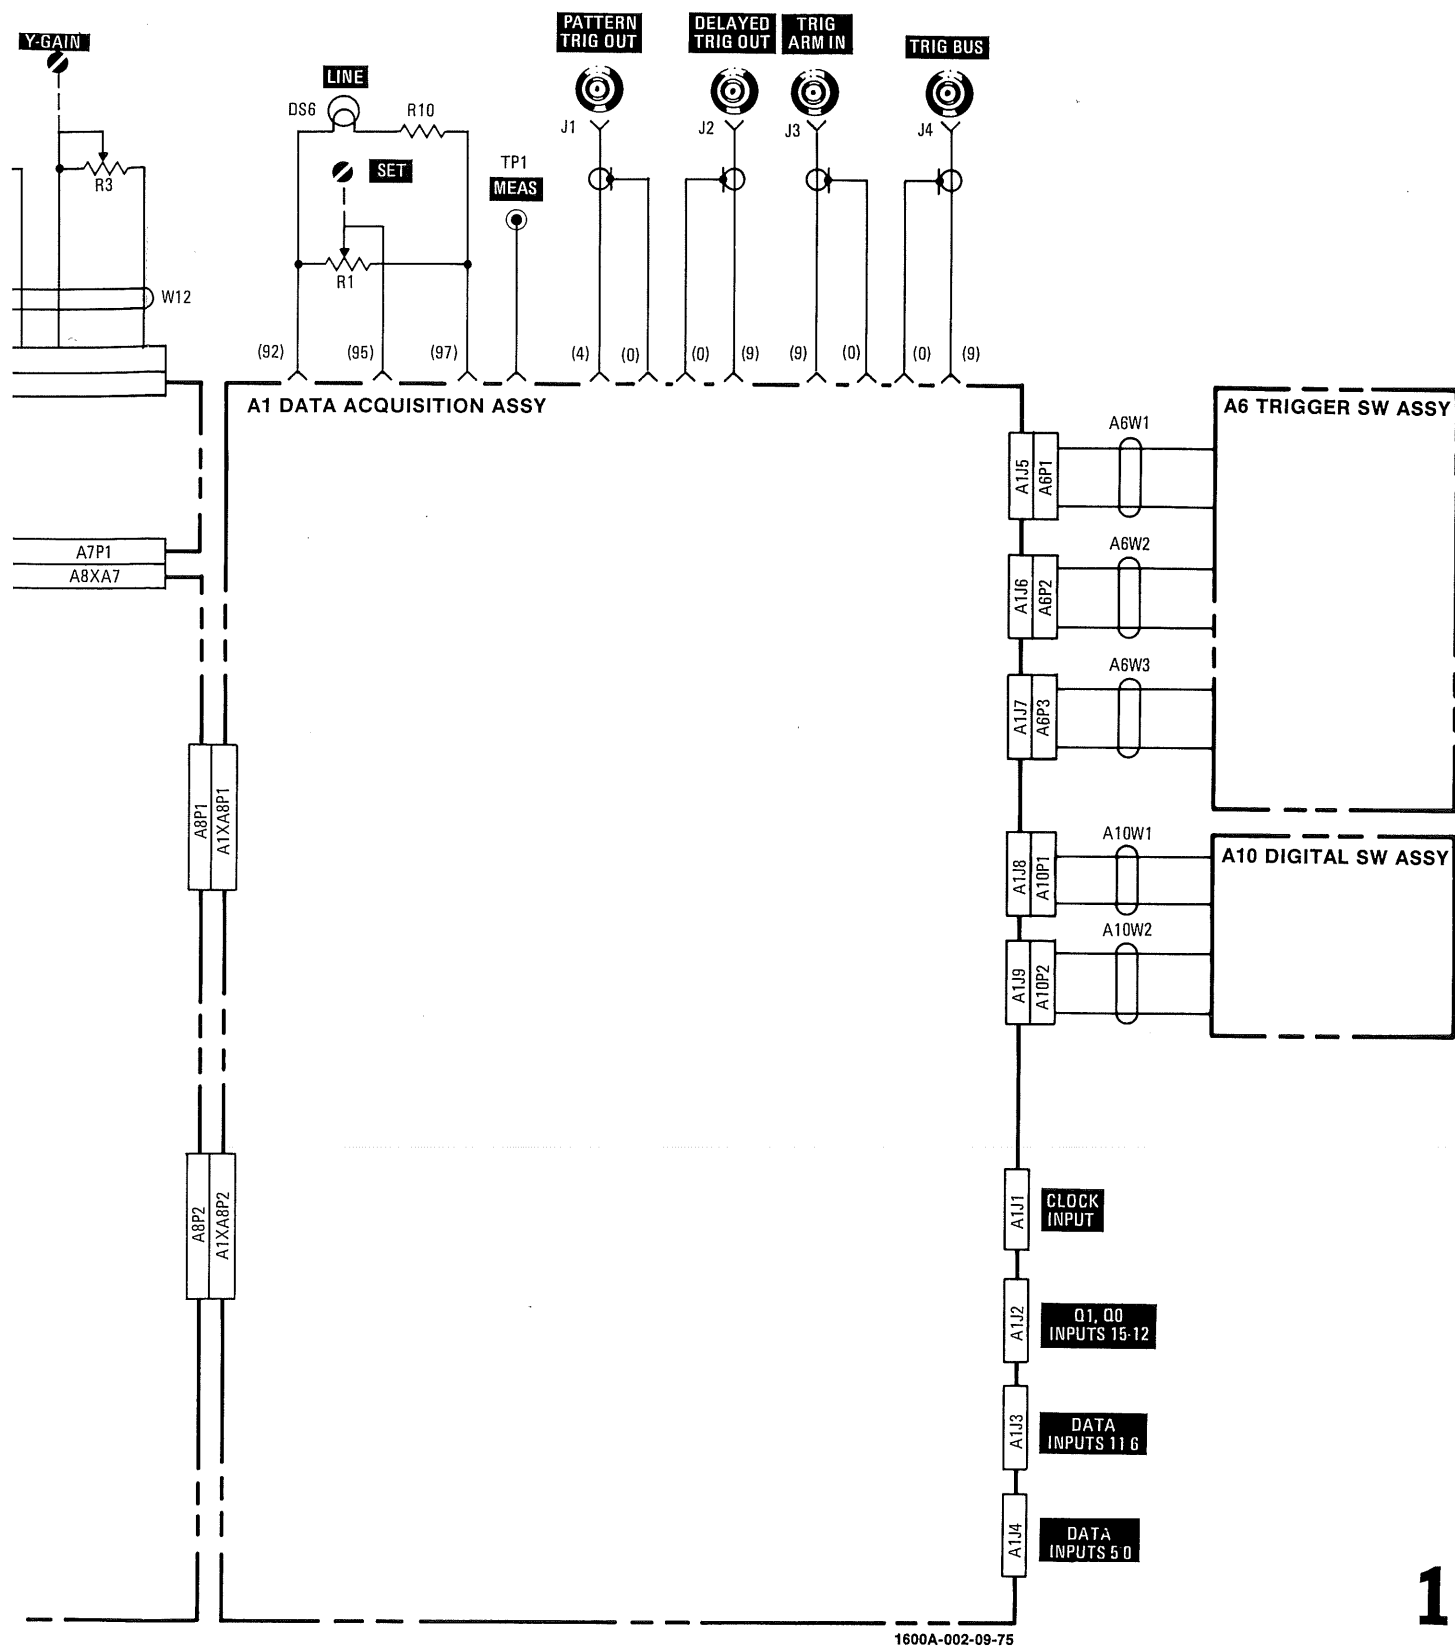 Y-GAIN
R3
W12
LINE
DS6
R10
SET
R1
TP1
MEAS
PATTERN
TRIG OUT
DELAYED
TRIG OUT
TRIG
ARM IN
TRIG BUS
J1
J2
J3
J4
(92)
(95)
(97)
(4)
(0)
(0)
(9)
(9)
(0)
(0)
(9)
A1 DATA ACQUISITION ASSY
A6 TRIGGER SW ASSY
A7P1
A8XA7
A1J5
A6P1
A6W1
A1J6
A6P2
A6W2
A1J7
A6P3
A6W3
A8P1
A1XA8P1
A1J8
A10P1
A10W1
A10 DIGITAL SW ASSY
A1J9
A10P2
A10W2
A8P2
A1XA8P2
A1J1
CLOCK
INPUT
A1J2
Q1, Q0
INPUTS 15-12
A1J3
DATA
INPUTS 11 6
A1J4
DATA
INPUTS 5 0
1600A-002-09-75
1